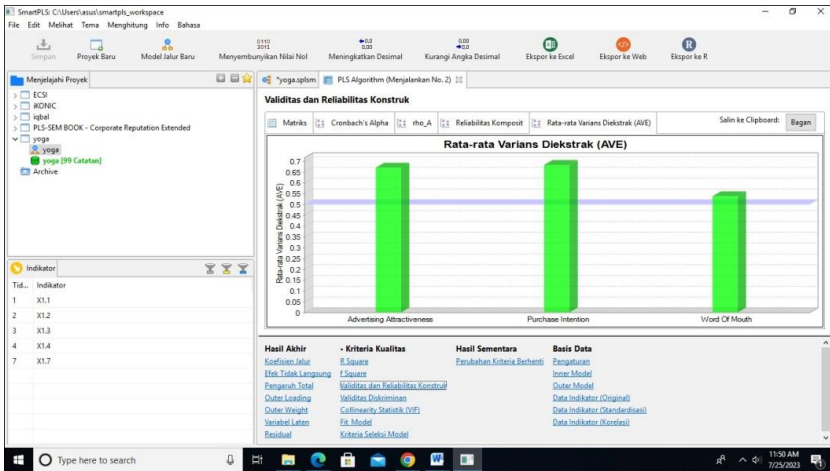 SmartPLS: C:\Users\asus\smartpls_workspace
File Edit Melihat Tema Menghitung Info Bahasa
Simpan Proyek Baru Model Jalur Baru Menyembunyikan Nilai Nol Meningkatkan Desimal Kurangi Angka Desimal Ekspor ke Excel Ekspor ke Web Ekspor ke R
Menjelajahi Proyek
ECSI
iKONIC
iqbal
PLS-SEM BOOK - Corporate Reputation Extended
yoga
yoga
yoga [99 Catatan]
Archive
Indikator
Tid... Indikator
1 X1.1
2 X1.2
3 X1.3
4 X1.4
7 X1.7
*yoga.splsm PLS Algorithm (Menjalankan No. 2)
Validitas dan Reliabilitas Konstruk
Matriks Cronbach's Alpha rho_A Reliabilitas Komposit Rata-rata Varians Diekstrak (AVE) Salin ke Clipboard: Bagan
Rata-rata Varians Diekstrak (AVE)
Rata-rata Varians Diekstrak (AVE)
0.7
0.65
0.6
0.55
0.5
0.45
0.4
0.35
0.3
0.25
0.2
0.15
0.1
0.05
0
Advertising Attractiveness Purchase Intention Word Of Mouth
Hasil Akhir - Kriteria Kualitas Hasil Sementara Basis Data
Koefisien Jalur R Square Perubahan Kriteria Berhenti Pengaturan
Efek Tidak Langsung f Square Inner Model
Pengaruh Total Validitas dan Reliabilitas Konstruk Outer Model
Outer Loading Validitas Diskriminan Data Indikator (Original)
Outer Weight Collinearity Statistik (VIF) Data Indikator (Standardisasi)
Variabel Laten Fit Model Data Indikator (Korelasi)
Residual Kriteria Seleksi Model
Type here to search
11:50 AM
7/25/2023